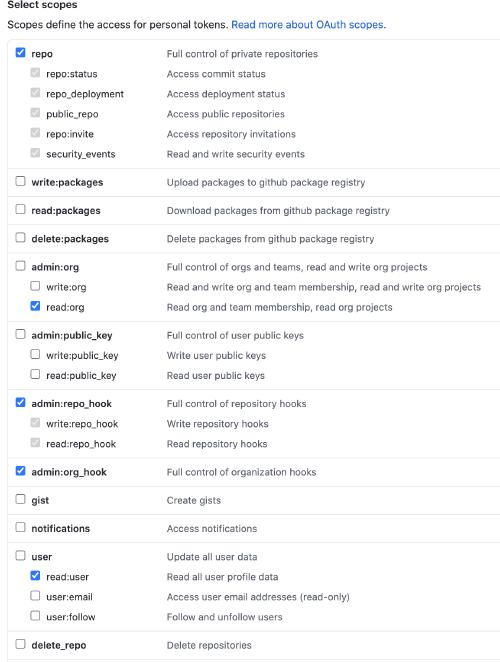 Select scopes
Scopes define the access for personal tokens. Read more about OAuth scopes.
repo Full control of private repositories
repo:status Access commit status
repo_deployment Access deployment status
public_repo Access public repositories
repo:invite Access repository invitations
security_events Read and write security events
write:packages Upload packages to github package registry
read:packages Download packages from github package registry
delete:packages Delete packages from github package registry
admin:org Full control of orgs and teams, read and write org projects
write:org Read and write org and team membership, read and write org projects
read:org Read org and team membership, read org projects
admin:public_key Full control of user public keys
write:public_key Write user public keys
read:public_key Read user public keys
admin:repo_hook Full control of repository hooks
write:repo_hook Write repository hooks
read:repo_hook Read repository hooks
admin:org_hook Full control of organization hooks
gist Create gists
notifications Access notifications
user Update all user data
read:user Read all user profile data
user:email Access user email addresses (read-only)
user:follow Follow and unfollow users
delete_repo Delete repositories